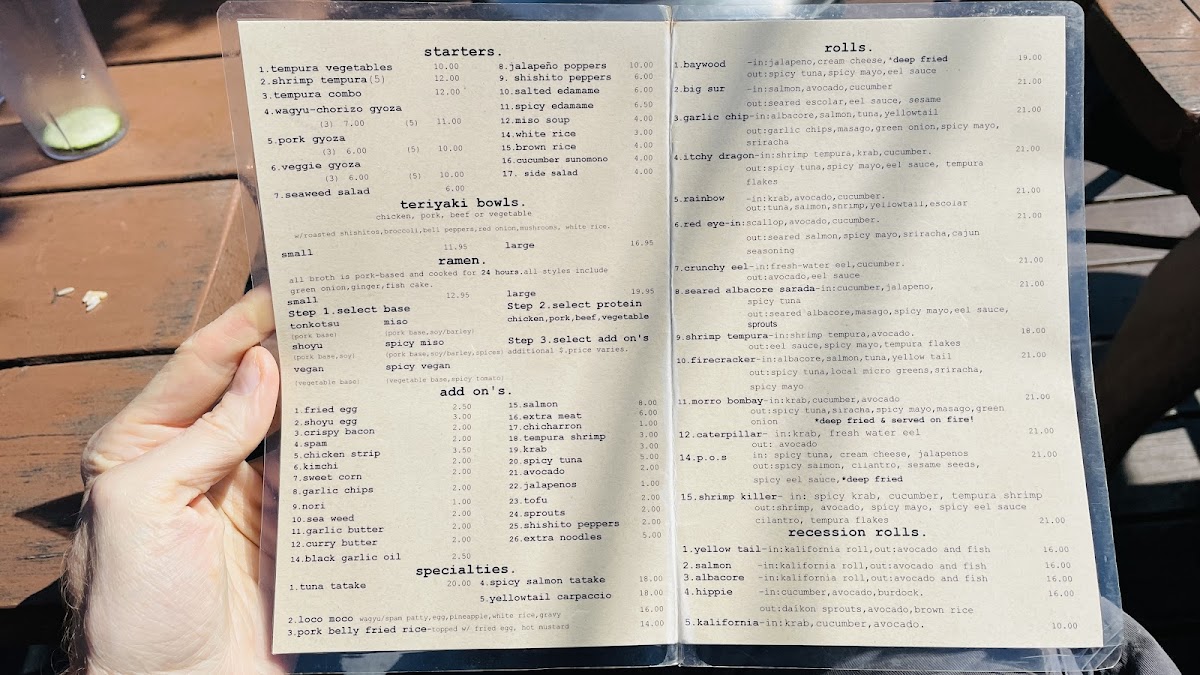 starters.
1.tempura vegetables 10.00
2.shrimp tempura(5) 12.00
3.tempura combo 12.00
4.wagyu-chorizo gyoza
(3) 7.00 (5) 11.00
5.pork gyoza
(3) 6.00 (5) 10.00
6.veggie gyoza
(3) 6.00 (5) 10.00
7.seaweed salad 6.00
8.jalapeño poppers 10.00
9. shishito peppers 6.00
10.salted edamame 6.00
11.spicy edamame 6.50
12.miso soup 4.00
14.white rice 3.00
15.brown rice 4.00
16.cucumber sunomono 4.00
17. side salad 4.00
teriyaki bowls.
chicken, pork, beef or vegetable
w/roasted shishitos,broccoli,bell peppers,red onion,mushrooms, white rice.
small 11.95 large 16.95
ramen.
all broth is pork-based and cooked for 24 hours.all styles include
green onion,ginger,fish cake.
small 12.95 large 19.95
Step 1.select base
tonkotsu miso
(pork base) (pork base,soy/barley)
shoyu spicy miso
(pork base,soy) (pork base,soy/barley,spices)
vegan spicy vegan
(vegetable base) (vegetable base,spicy tomato)
Step 2.select protein
chicken,pork,beef,vegetable
Step 3.select add on's
additional $.price varies.
add on's.
1.fried egg 2.50
2.shoyu egg 3.00
3.crispy bacon 2.00
4.spam 2.00
5.chicken strip 3.50
6.kimchi 2.00
7.sweet corn 2.00
8.garlic chips 2.00
9.nori 1.00
10.sea weed 2.00
11.garlic butter 2.00
12.curry butter 2.00
14.black garlic oil 2.50
15.salmon 8.00
16.extra meat 6.00
17.chicharron 1.00
18.tempura shrimp 3.00
19.krab 3.00
20.spicy tuna 5.00
21.avocado 2.00
22.jalapenos 1.00
23.tofu 2.00
24.sprouts 2.00
25.shishito peppers 2.00
26.extra noodles 5.00
specialties.
1.tuna tatake 20.00
4.spicy salmon tatake 18.00
5.yellowtail carpaccio 18.00
2.loco moco wagyu/spam patty,egg,pineapple,white rice,gravy 16.00
3.pork belly fried rice-topped w/ fried egg, hot mustard 14.00
rolls.
1.baywood -in:jalapeno,cream cheese,*deep fried 19.00
out:spicy tuna,spicy mayo,eel sauce
2.big sur -in:salmon,avocado,cucumber 21.00
out:seared escolar,eel sauce, sesame
3.garlic chip-in:albacore,salmon,tuna,yellowtail 21.00
out:garlic chips,masago,green onion,spicy mayo,
sriracha
4.itchy dragon-in:shrimp tempura,krab,cucumber. 21.00
out:spicy tuna,spicy mayo,eel sauce, tempura
flakes
5.rainbow -in:krab,avocado,cucumber. 21.00
out:tuna,salmon,shrimp,yellowtail,escolar
6.red eye-in:scallop,avocado,cucumber. 21.00
out:seared salmon,spicy mayo,sriracha,cajun
seasoning
7.crunchy eel-in:fresh-water eel,cucumber. 21.00
out:avocado,eel sauce
8.seared albacore sarada-in:cucumber,jalapeno, 21.00
spicy tuna
out:seared albacore,masago,spicy mayo,eel sauce,
sprouts
9.shrimp tempura-in:shrimp tempura,avocado. 18.00
out:eel sauce,spicy mayo,tempura flakes
10.firecracker-in:albacore,salmon,tuna,yellow tail 21.00
out:spicy tuna,local micro greens,sriracha,
spicy mayo
11.morro bombay-in:krab,cucumber,avocado 21.00
out:spicy tuna,siracha,spicy mayo,masago,green
onion *deep fried & served on fire!
12.caterpillar- in:krab, fresh water eel 21.00
out: avocado
14.p.o.s in: spicy tuna, cream cheese, jalapenos 21.00
out:spicy salmon, cilantro, sesame seeds,
spicy eel sauce,*deep fried
15.shrimp killer- in: spicy krab, cucumber, tempura shrimp
out:shrimp, avocado, spicy mayo, spicy eel sauce
cilantro, tempura flakes 21.00
recession rolls.
1.yellow tail-in:kalifornia roll,out:avocado and fish 16.00
2.salmon -in:kalifornia roll,out:avocado and fish 16.00
3.albacore -in:kalifornia roll,out:avocado and fish 16.00
4.hippie -in:cucumber,avocado,burdock. 16.00
out:daikon sprouts,avocado,brown rice
5.kalifornia-in:krab,cucumber,avocado. 10.00